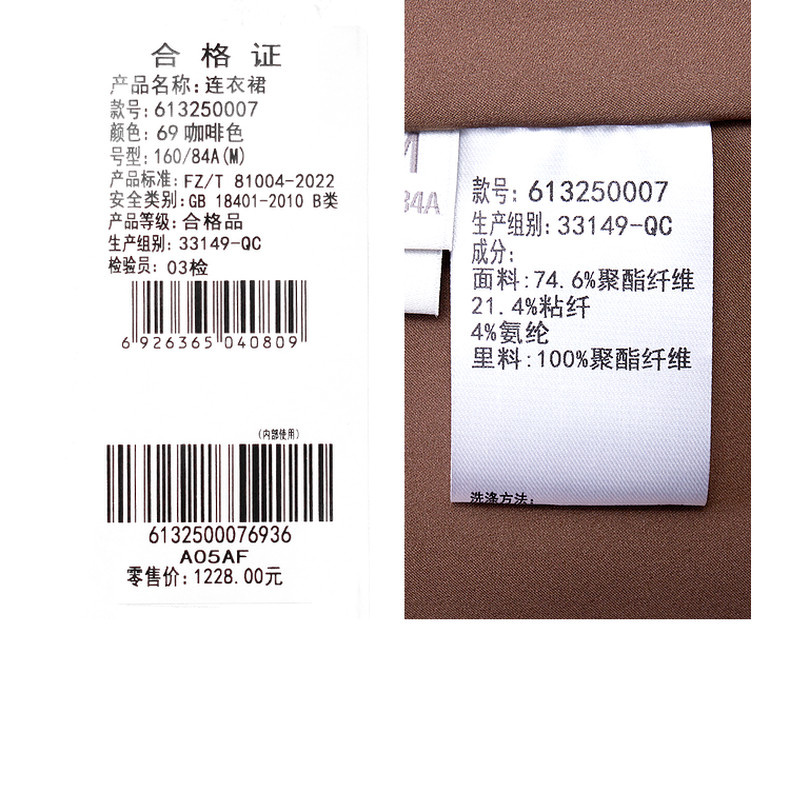 合格证
产品名称:连衣裙
款号:613250007
颜色:69咖啡色
号型:160/84A(M)
产品标准:FZ/T 81004-2022
安全类别:GB 18401-2010 B类
产品等级:合格品
生产组别:33149-QC
检验员:03检
6926365040809
(内部使用)
6132500076936
A05AF
零售价:1228.00元
M
84A
款号:613250007
生产组别:33149-QC
成分:
面料:74.6%聚酯纤维
21.4%粘纤
4%氨纶
里料:100%聚酯纤维
洗涤方法: